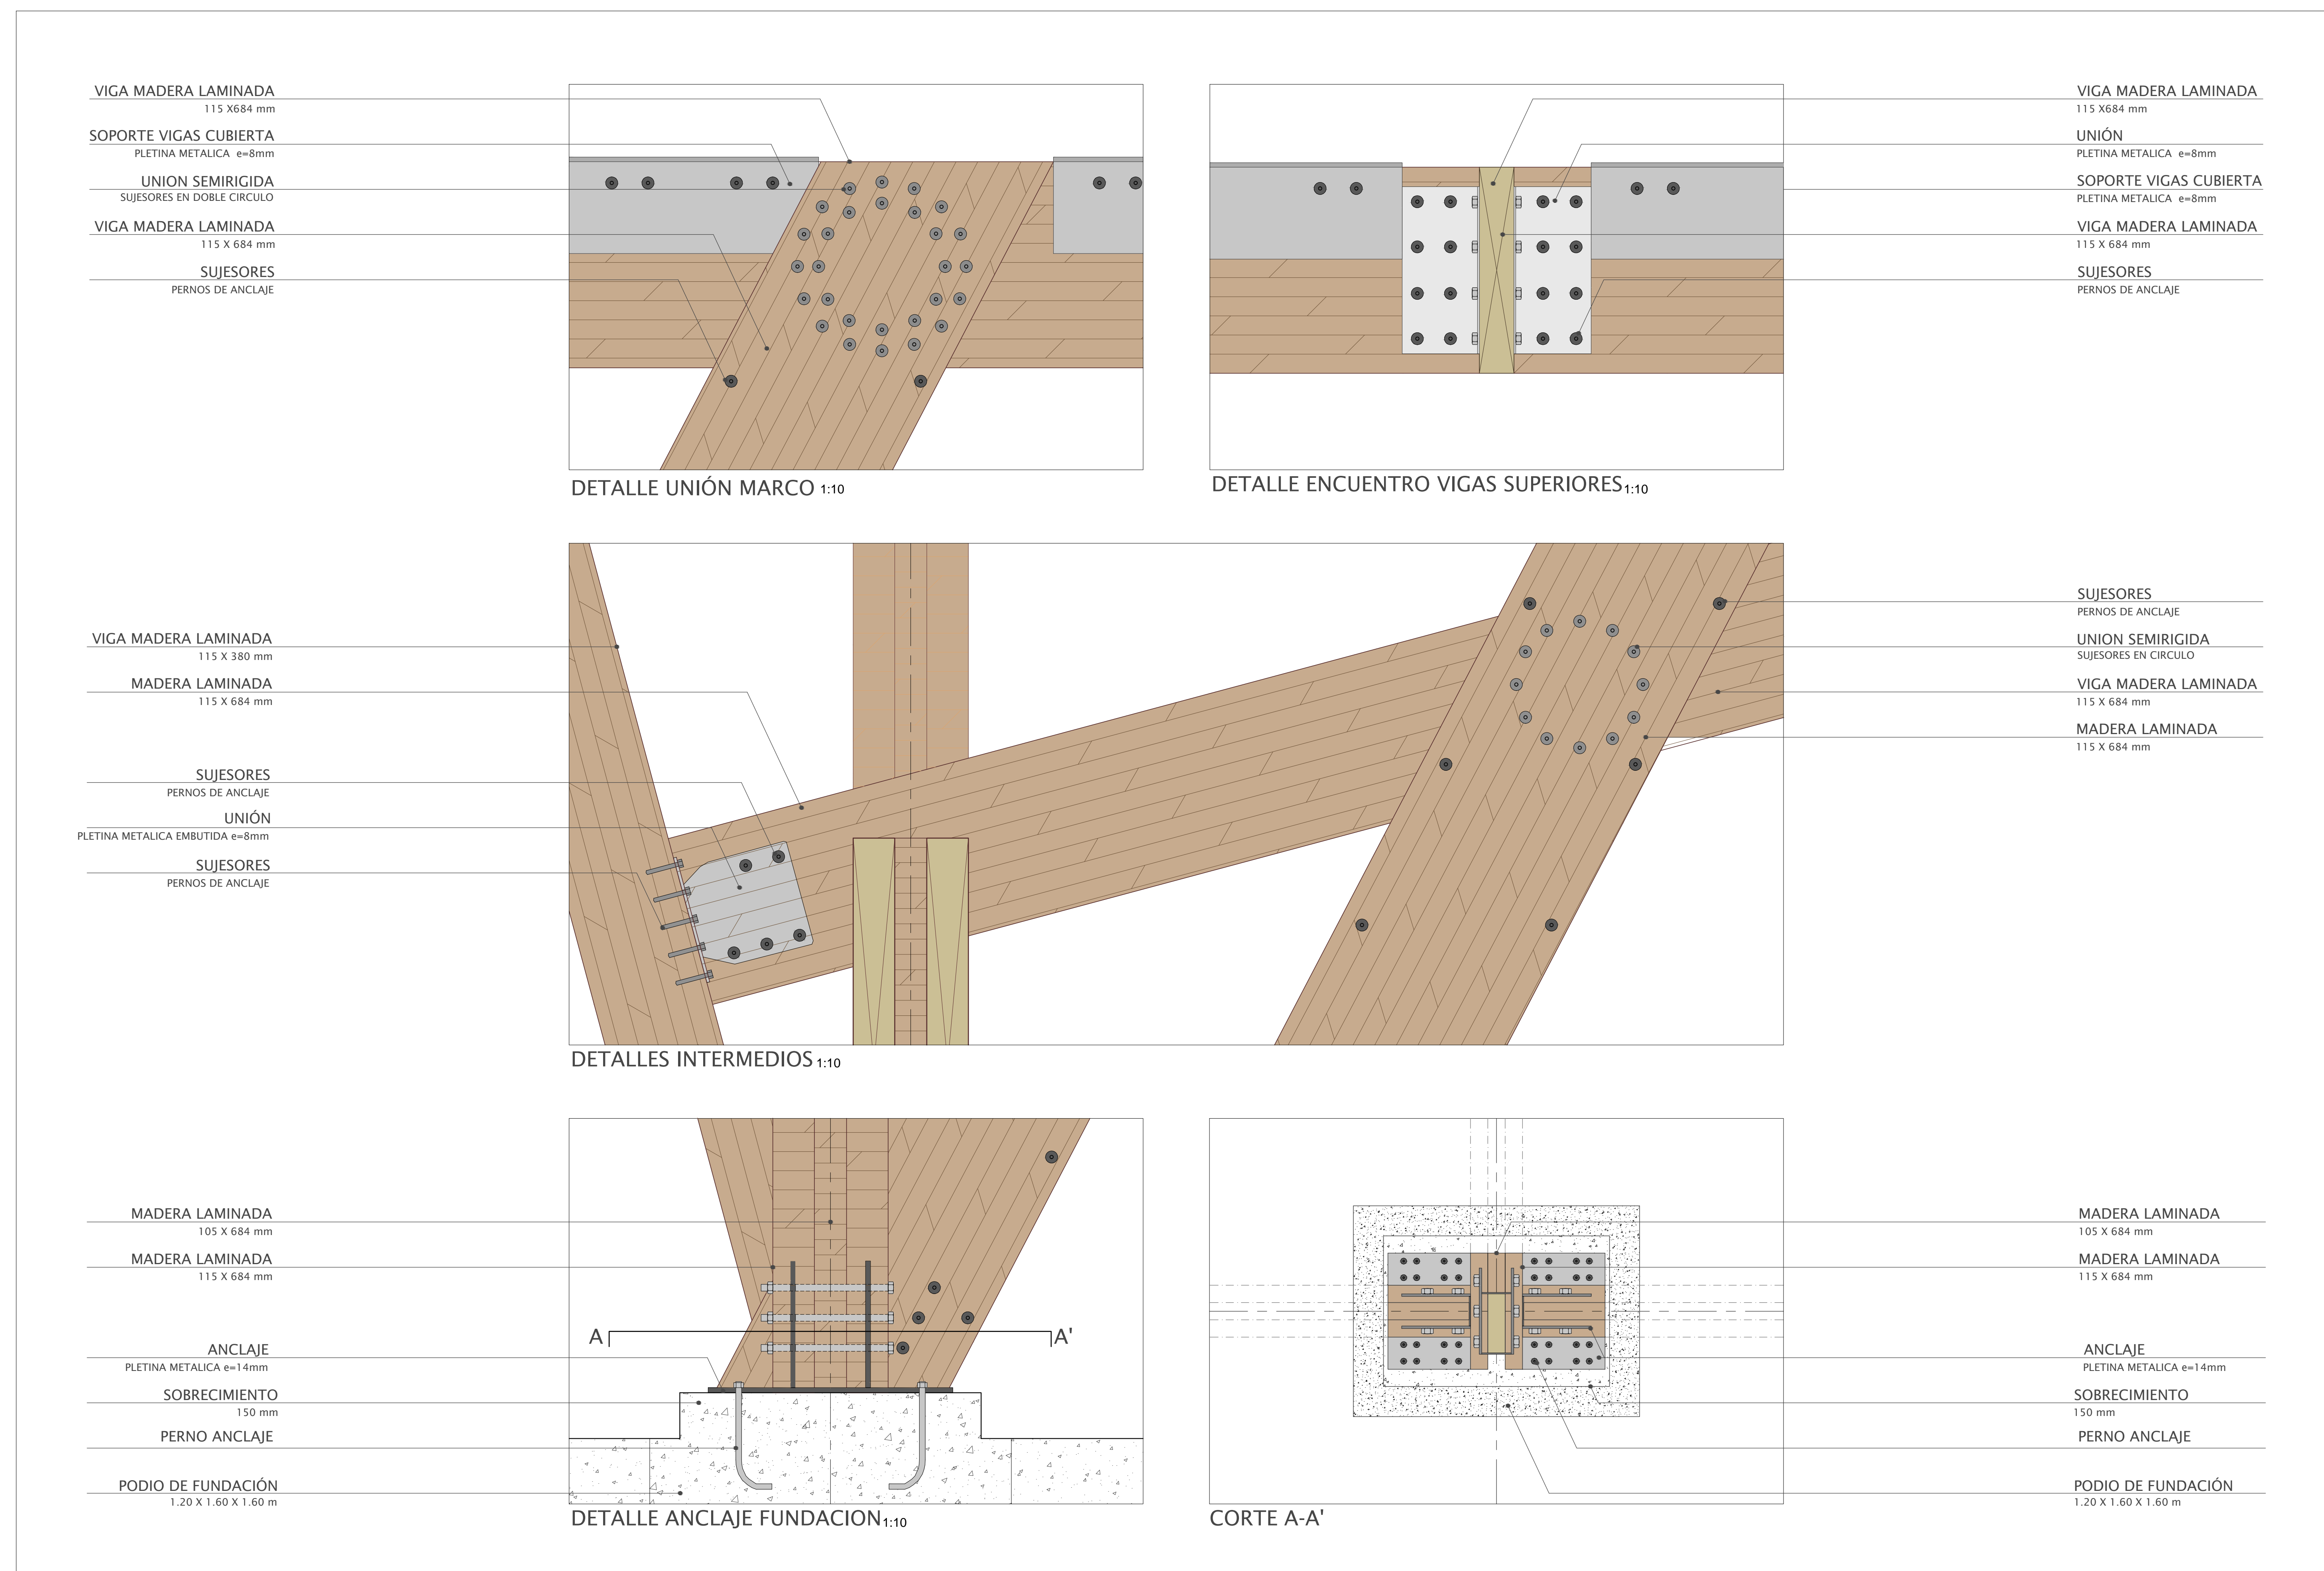 VIGA MADERA LAMINADA
115 X684 mm
SOPORTE VIGAS CUBIERTA
PLETINA METALICA e=8mm
UNION SEMIRIGIDA
SUJESORES EN DOBLE CIRCULO
VIGA MADERA LAMINADA
115 X 684 mm
SUJESORES
PERNOS DE ANCLAJE
DETALLE UNIÓN MARCO 1:10
VIGA MADERA LAMINADA
115 X684 mm
UNIÓN
PLETINA METALICA e=8mm
SOPORTE VIGAS CUBIERTA
PLETINA METALICA e=8mm
VIGA MADERA LAMINADA
115 X 684 mm
SUJESORES
PERNOS DE ANCLAJE
DETALLE ENCUENTRO VIGAS SUPERIORES 1:10
VIGA MADERA LAMINADA
115 X 380 mm
MADERA LAMINADA
115 X 684 mm
SUJESORES
PERNOS DE ANCLAJE
UNIÓN
PLETINA METALICA EMBUTIDA e=8mm
SUJESORES
PERNOS DE ANCLAJE
SUJESORES
PERNOS DE ANCLAJE
UNION SEMIRIGIDA
SUJESORES EN CIRCULO
VIGA MADERA LAMINADA
115 X 684 mm
MADERA LAMINADA
115 X 684 mm
DETALLES INTERMEDIOS 1:10
MADERA LAMINADA
105 X 684 mm
MADERA LAMINADA
115 X 684 mm
ANCLAJE
PLETINA METALICA e=14mm
SOBRECIMIENTO
150 mm
PERNO ANCLAJE
PODIO DE FUNDACIÓN
1.20 X 1.60 X 1.60 m
A A'
DETALLE ANCLAJE FUNDACION 1:10
MADERA LAMINADA
105 X 684 mm
MADERA LAMINADA
115 X 684 mm
ANCLAJE
PLETINA METALICA e=14mm
SOBRECIMIENTO
150 mm
PERNO ANCLAJE
PODIO DE FUNDACIÓN
1.20 X 1.60 X 1.60 m
CORTE A-A'